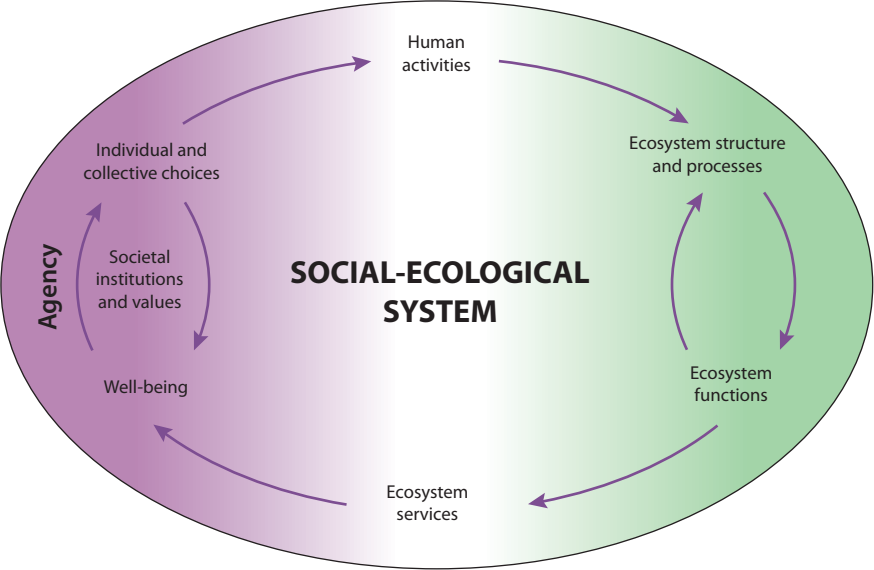 Human
activities
Individual and
collective choices
Ecosystem structure
and processes
Agency
Societal
institutions
and values
SOCIAL-ECOLOGICAL
SYSTEM
Well-being
Ecosystem
functions
Ecosystem
services